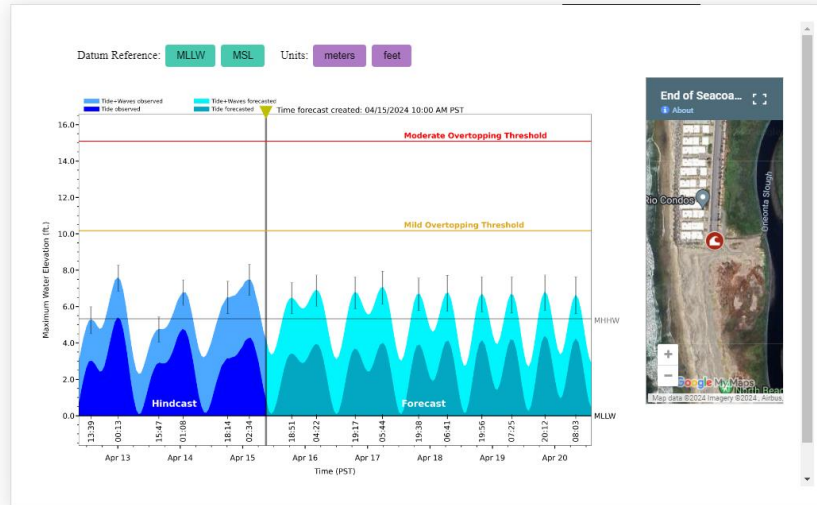 Datum Reference: MLLW MSL Units: meters feet
Tide+Waves observed
Tide observed
Tide+Waves forecasted
Tide forecasted
Time forecast created: 04/15/2024 10:00 AM PST
Maximum Water Elevation (ft.)
16.0
14.0
12.0
10.0
8.0
6.0
4.0
2.0
0.0
Moderate Overtopping Threshold
Mild Overtopping Threshold
MHHW
MLLW
Hindcast
Forecast
13:39
00:13
15:47
01:08
18:14
02:34
18:51
04:22
19:17
05:44
19:38
06:41
19:56
07:25
20:12
08:03
Apr 13
Apr 14
Apr 15
Apr 16
Apr 17
Apr 18
Apr 19
Apr 20
Time (PST)
End of Seacoa...
About
Rio Condos
Oneonta Slough
+
−
Google My Maps
North Bea
Map data ©2024 Imagery ©2024 , Airbus,